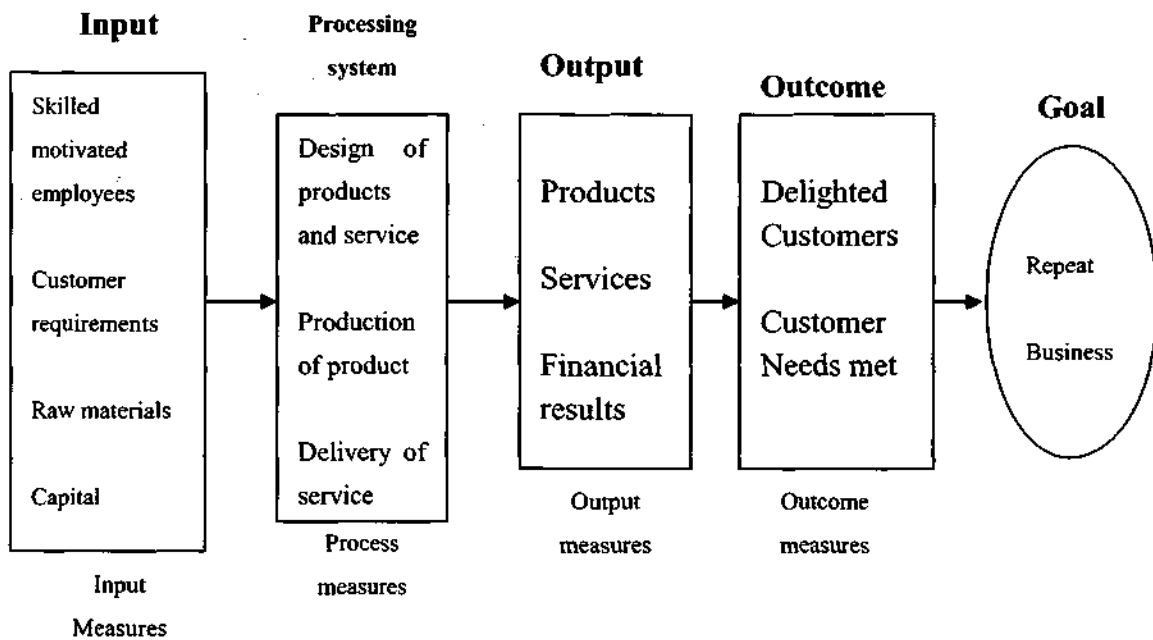 Input
Skilled
motivated
employees
Customer
requirements
Raw materials
Capital
Input
Measures
Processing
system
Design of
products
and service
Production
of product
Delivery of
service
Process
measures
Output
Products
Services
Financial
results
Output
measures
Outcome
Delighted
Customers
Customer
Needs met
Outcome
measures
Goal
Repeat
Business